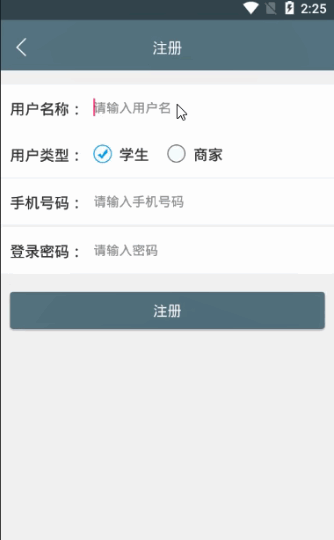 2:25
注册
用户名称： 请输入用户名
用户类型： 学生 商家
手机号码： 请输入手机号码
登录密码： 请输入密码
注册